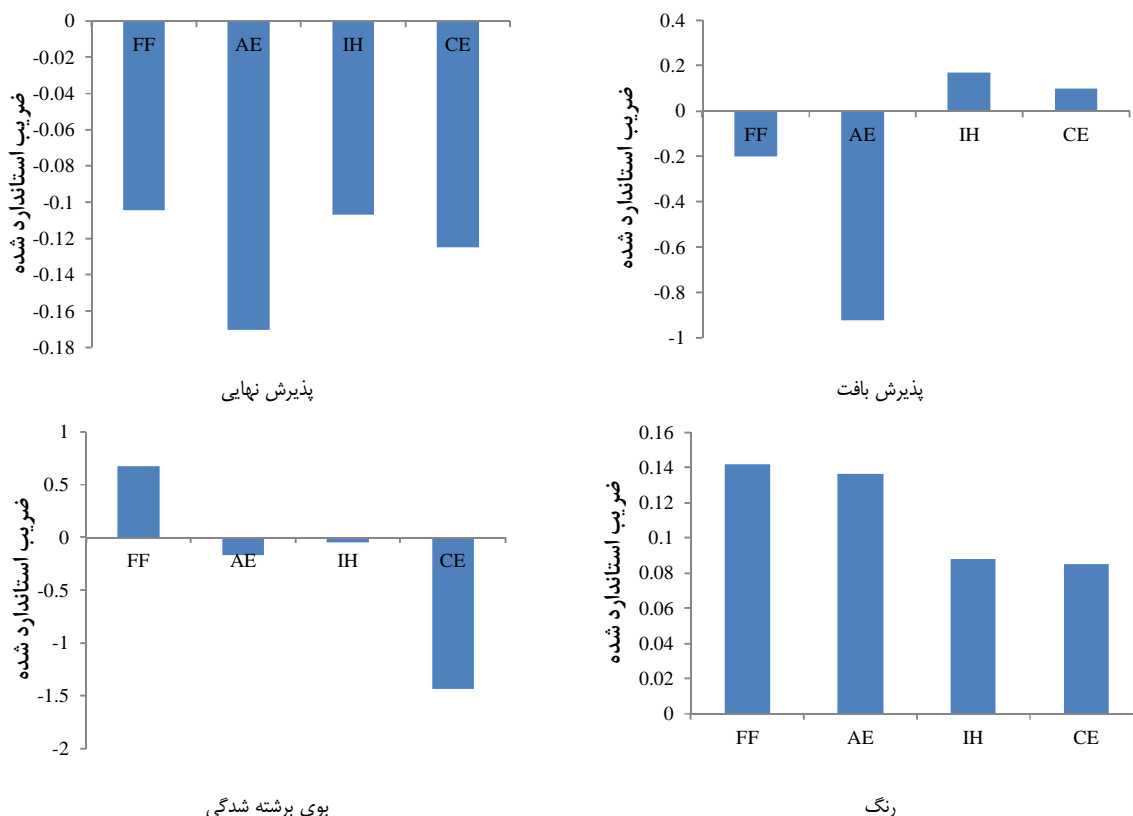 0
-0.02
-0.04
-0.06
-0.08
-0.1
-0.12
-0.14
-0.16
-0.18
ضریب استاندارد شده
FF AE IH CE
پذیرش نهایی
0.4
0.2
0
-0.2
-0.4
-0.6
-0.8
-1
ضریب استاندارد شده
FF AE IH CE
پذیرش بافت
1
0.5
0
-0.5
-1
-1.5
-2
ضریب استاندارد شده
FF AE IH CE
بوی برشته شدگی
0.16
0.14
0.12
0.1
0.08
0.06
0.04
0.02
0
ضریب استاندارد شده
FF AE IH CE
رنگ